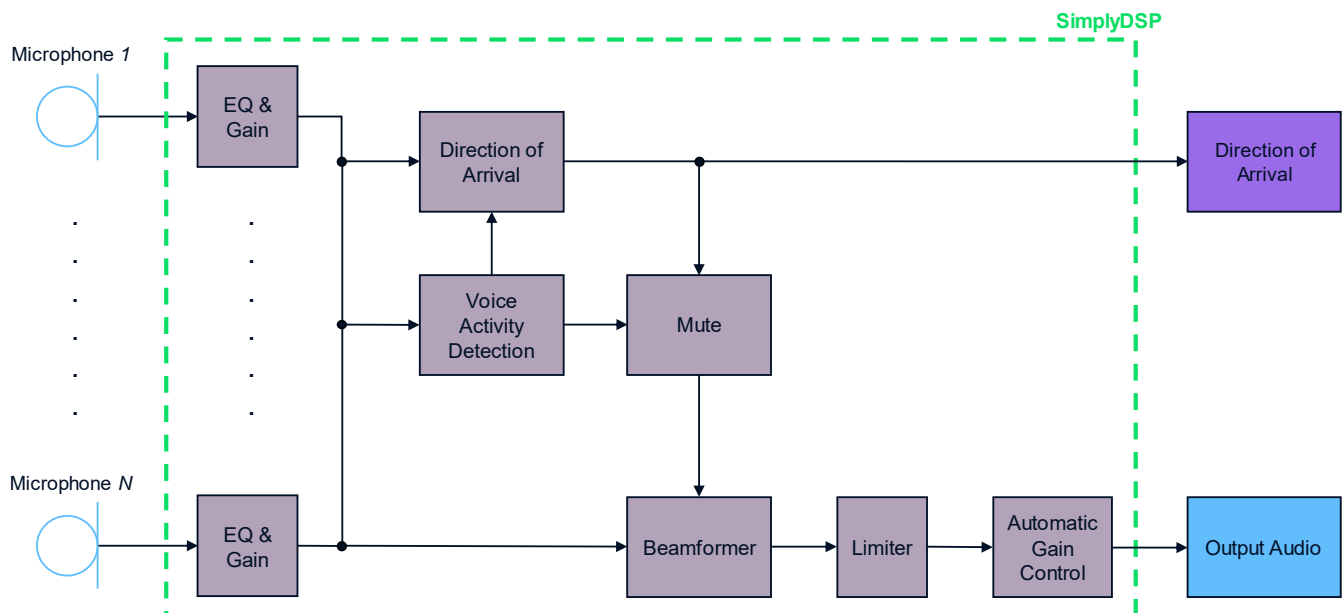 SimplyDSP
Microphone 1
EQ &
Gain
Direction of
Arrival
Direction of
Arrival
Voice
Activity
Detection
Mute
Microphone N
EQ &
Gain
Beamformer
Limiter
Automatic
Gain
Control
Output Audio